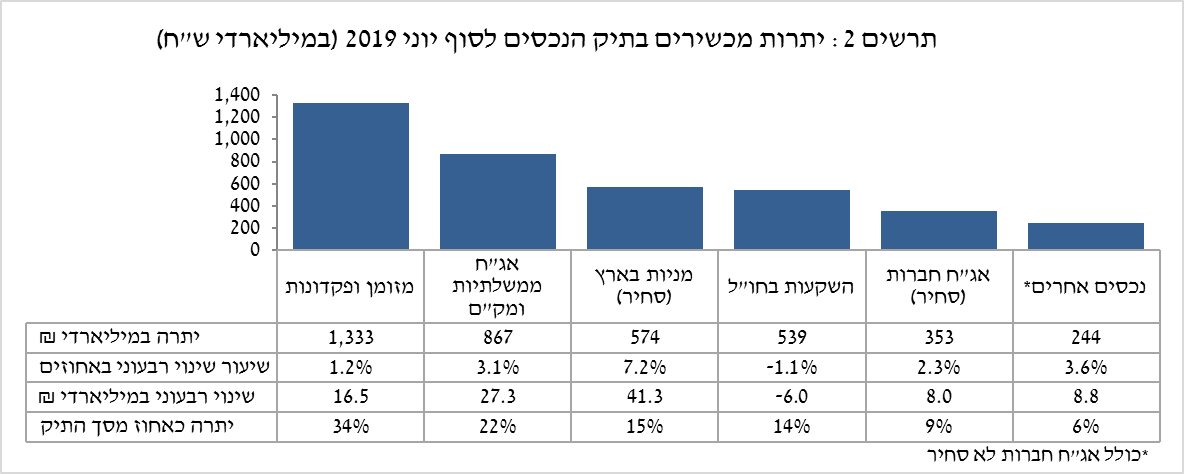 תרשים 2 : יתרות מכשירים בתיק הנכסים לסוף יוני 2019 (במיליארדי ש"ח)
1,400
1,200
1,000
800
600
400
200
0
מזומן ופקדונות
אג"ח
ממשלתיות
ומק"ם
מניות בארץ
(סחיר)
השקעות בחו"ל
אג"ח חברות
(סחיר)
נכסים אחרים*
יתרה במיליארדי ₪ 1,333 867 574 539 353 244
שיעור שינוי רבעוני באחוזים 1.2% 3.1% 7.2% -1.1% 2.3% 3.6%
שינוי רבעוני במיליארדי ₪ 16.5 27.3 41.3 -6.0 8.0 8.8
יתרה כאחוז מסך התיק 34% 22% 15% 14% 9% 6%
*כולל אג"ח חברות לא סחיר